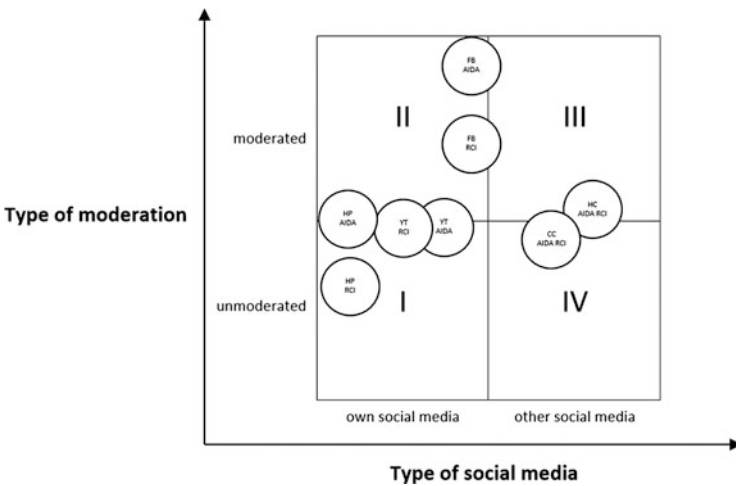 FB
AIDA
II
III
moderated
FB
RCI
Type of moderation
HP
AIDA
YT
RCI
YT
AIDA
HC
AIDA RCI
CC
AIDA RCI
HP
RCI
unmoderated
I
IV
own social media
other social media
Type of social media